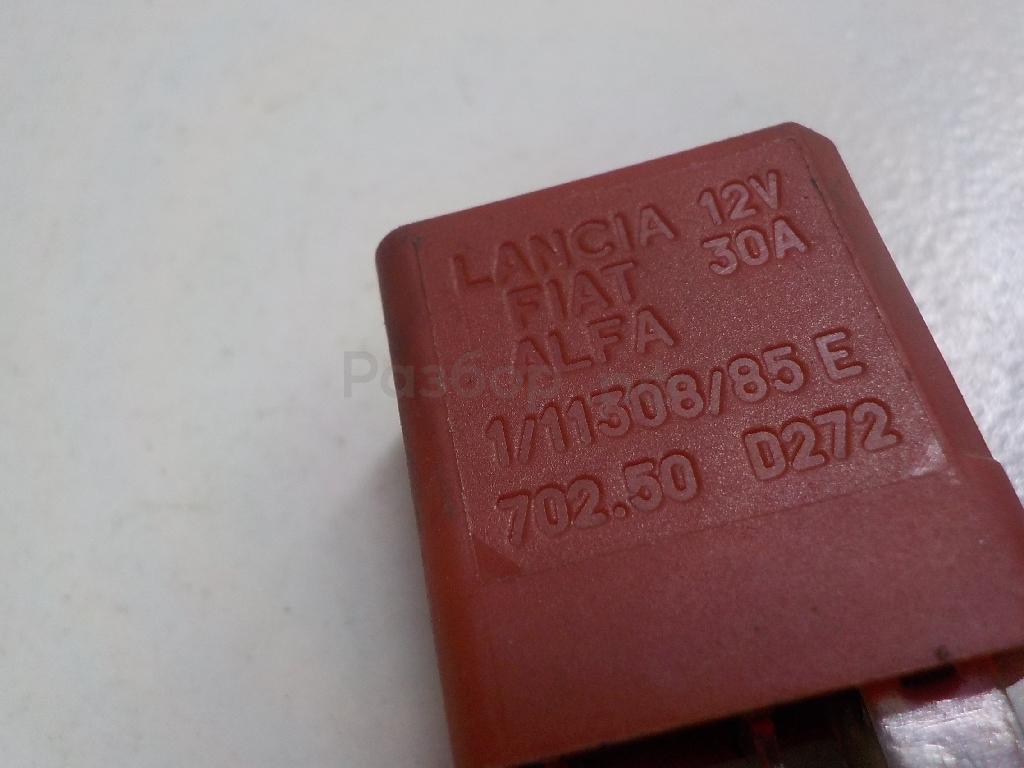 LANCIA 12V
FIAT 30A
ALFA
1/11308/85 E
702.50 D272
Разбор